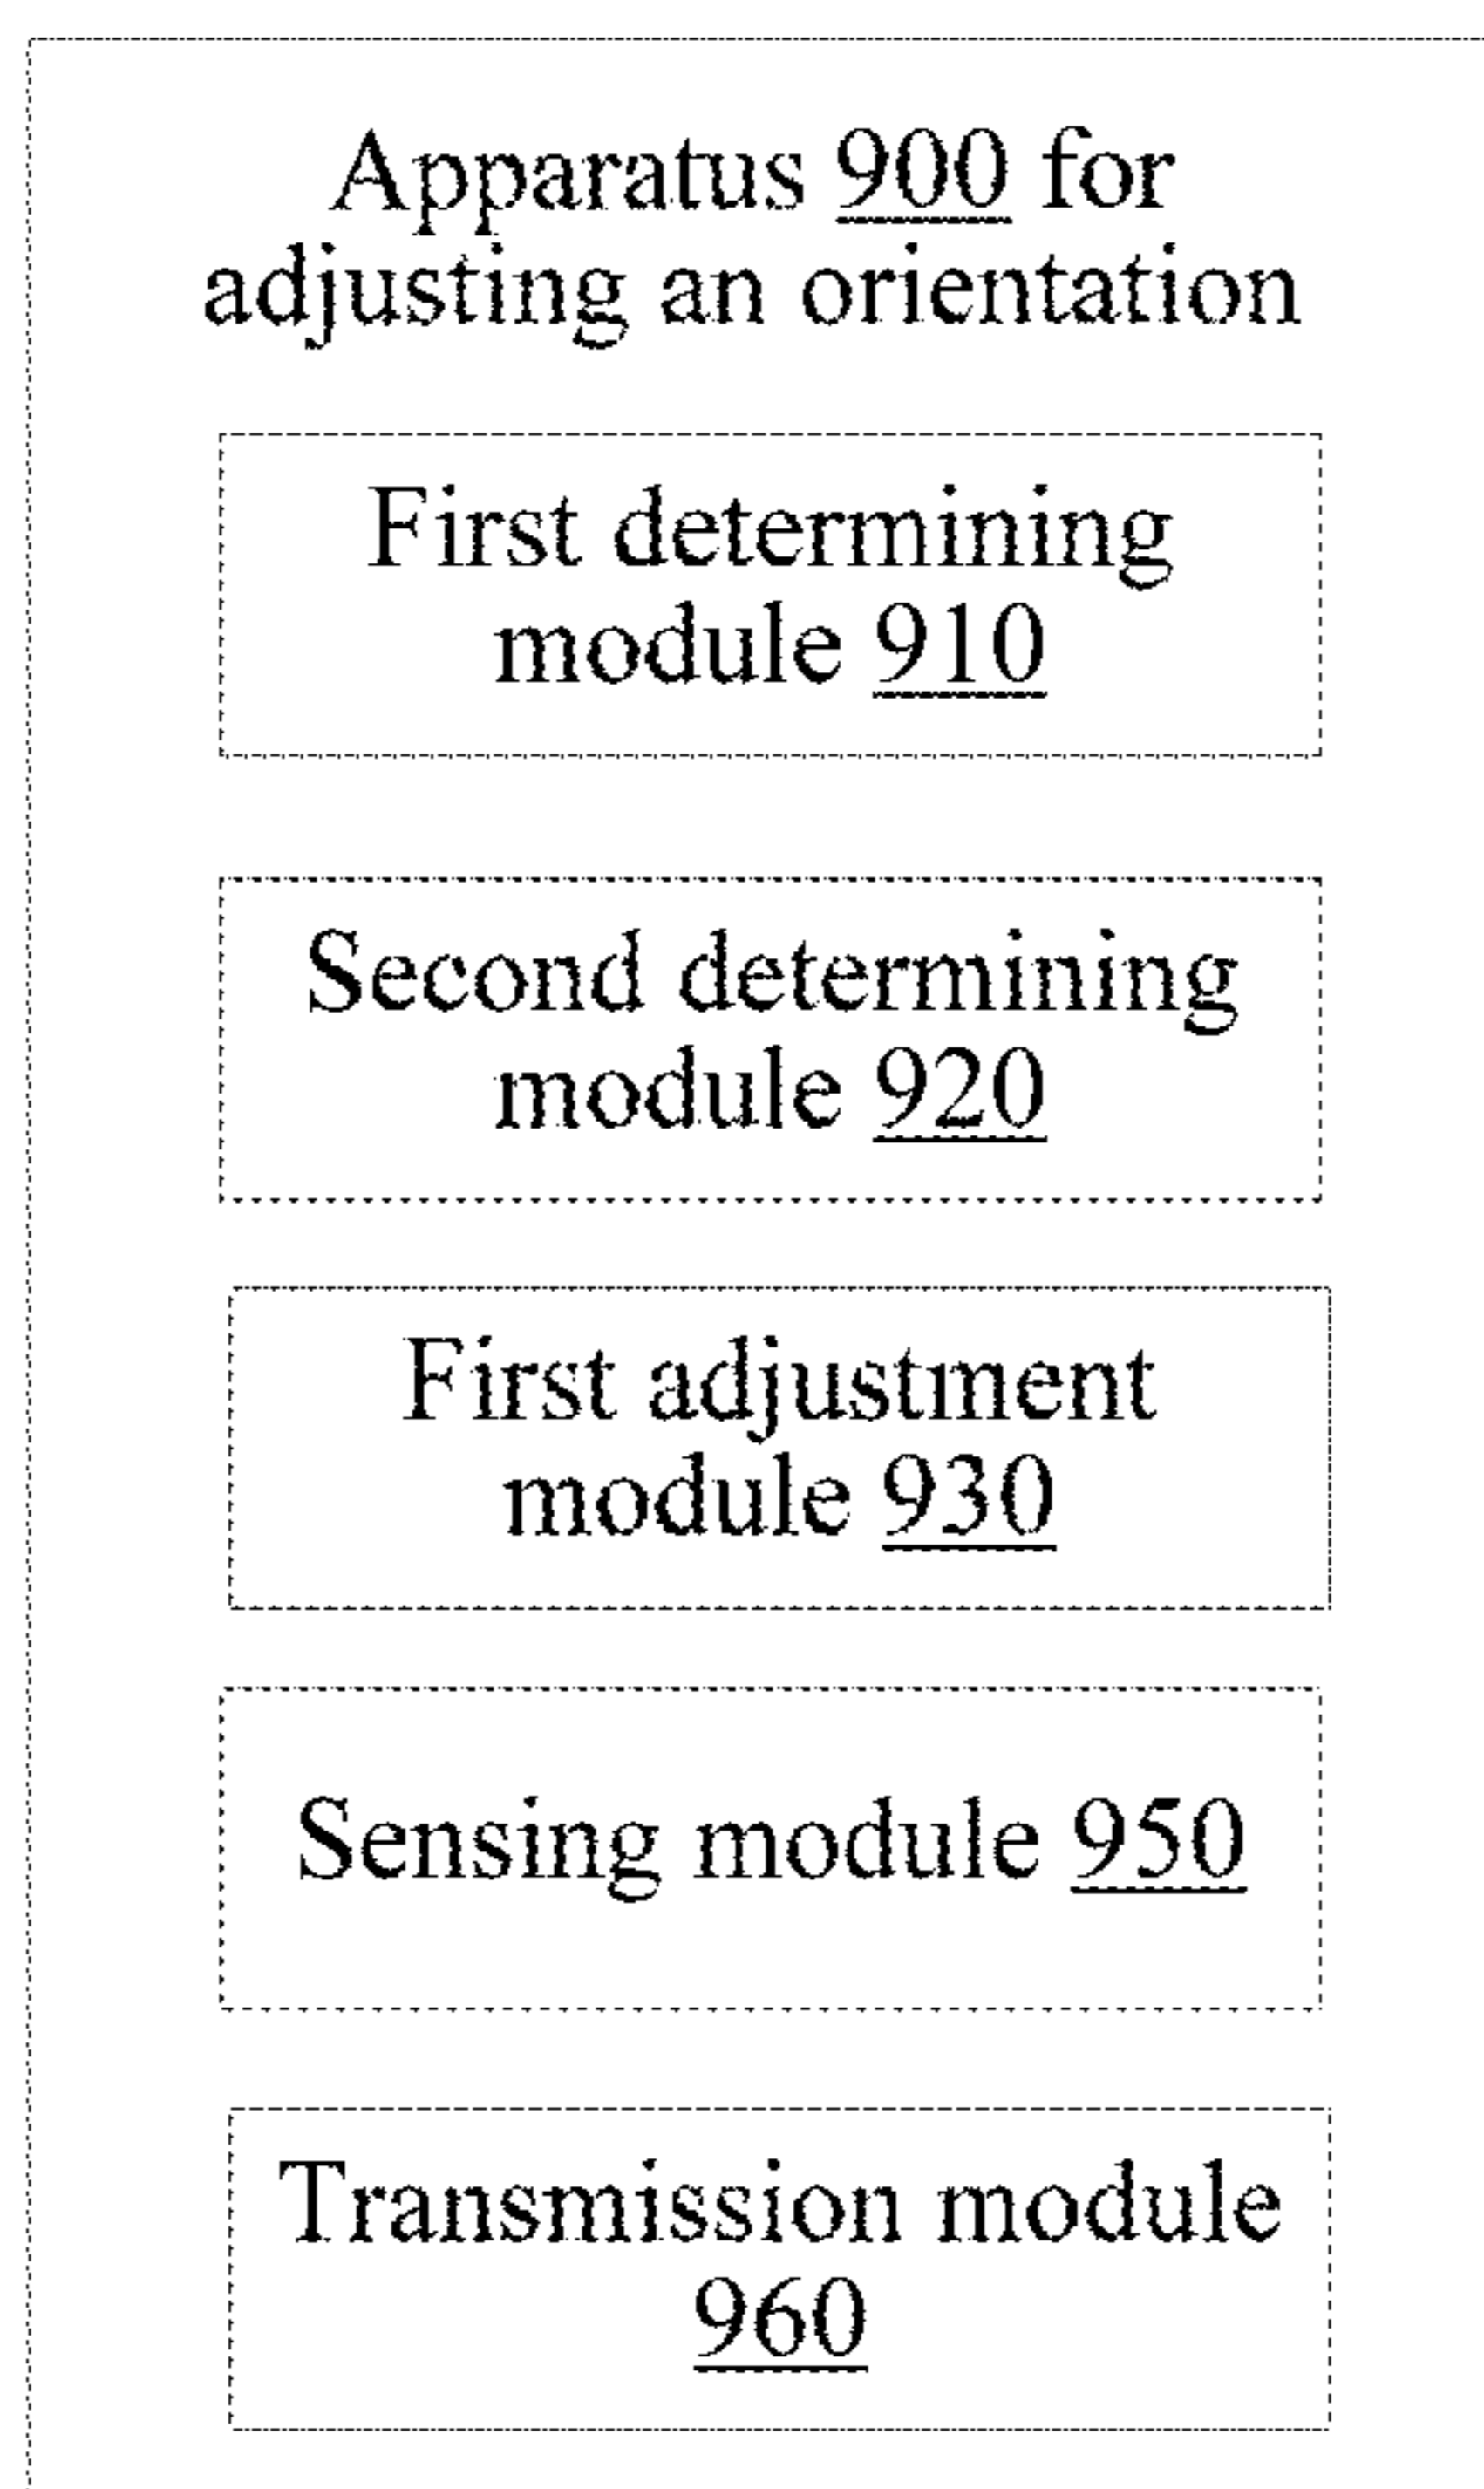 Apparatus 900 for
adjusting an orientation
First determining
module 910
Second determining
module 920
First adjustment
module 930
Sensing module 950
Transmission module
960